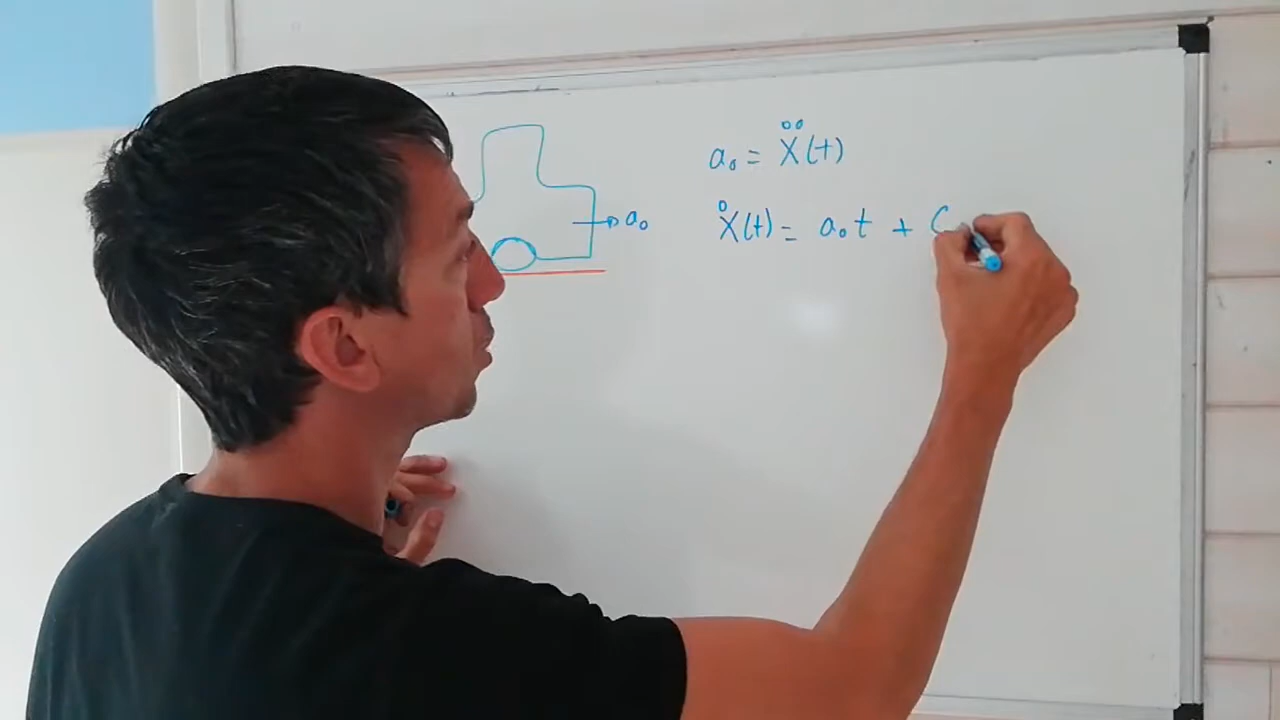 a₀ = ẍ(t)
ẋ(t) = a₀t + C
a₀